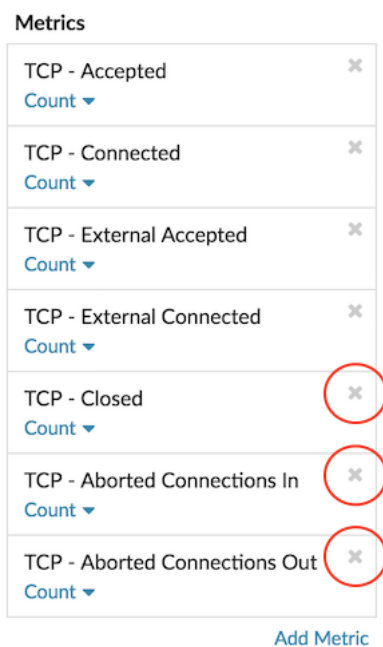 Metrics
TCP - Accepted
Count
TCP - Connected
Count
TCP - External Accepted
Count
TCP - External Connected
Count
TCP - Closed
Count
TCP - Aborted Connections In
Count
TCP - Aborted Connections Out
Count
Add Metric